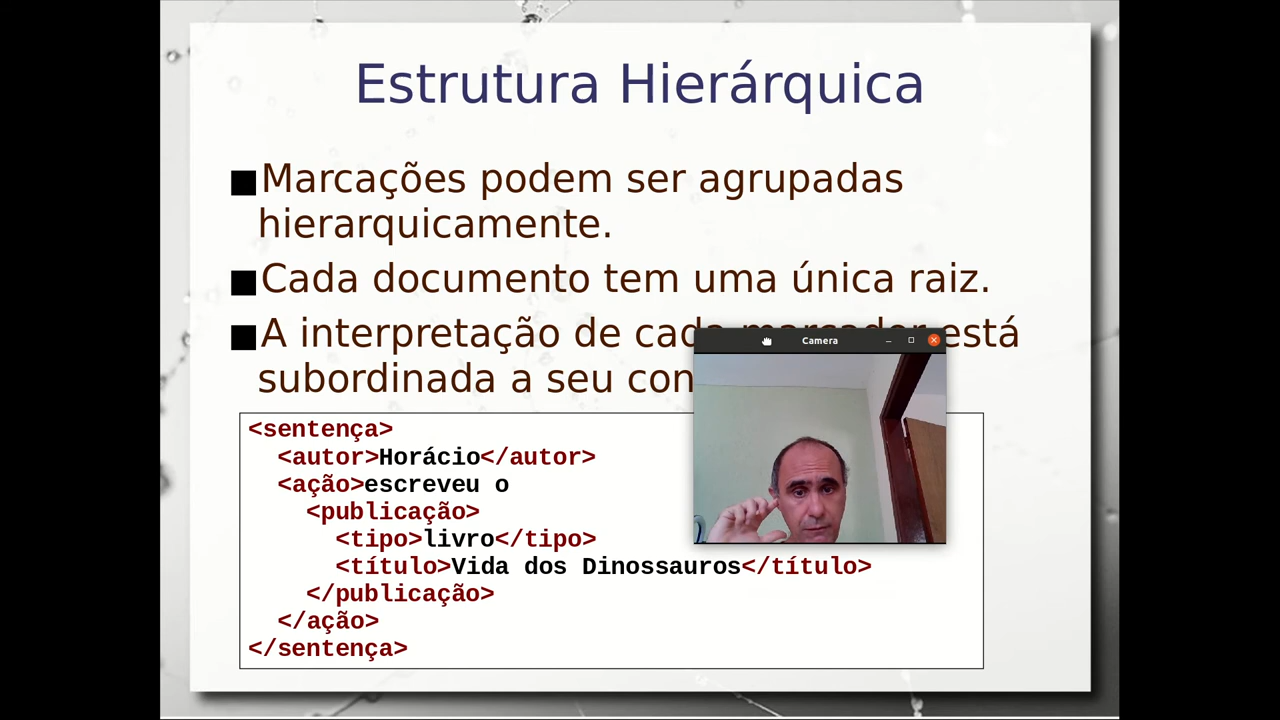 Estrutura Hierárquica
Marcações podem ser agrupadas
hierarquicamente.
Cada documento tem uma única raiz.
A interpretação de cada marcador está
subordinada a seu
Camera
<sentença>
<autor>Horácio</autor>
<ação>escreveu o
<publicação>
<tipo>livro</tipo>
<título>Vida dos Dinossauros</título>
</publicação>
</ação>
</sentença>